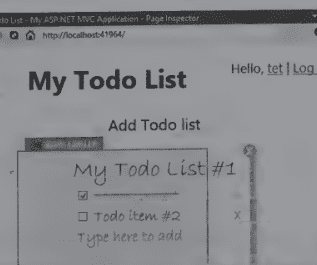 do List - My ASP.NET MVC Application - Page Inspector
http://localhost:41964/
My Todo List
Hello, tet | Log
Add Todo list
My Todo List #1
Todo item #2
X
Type here to add